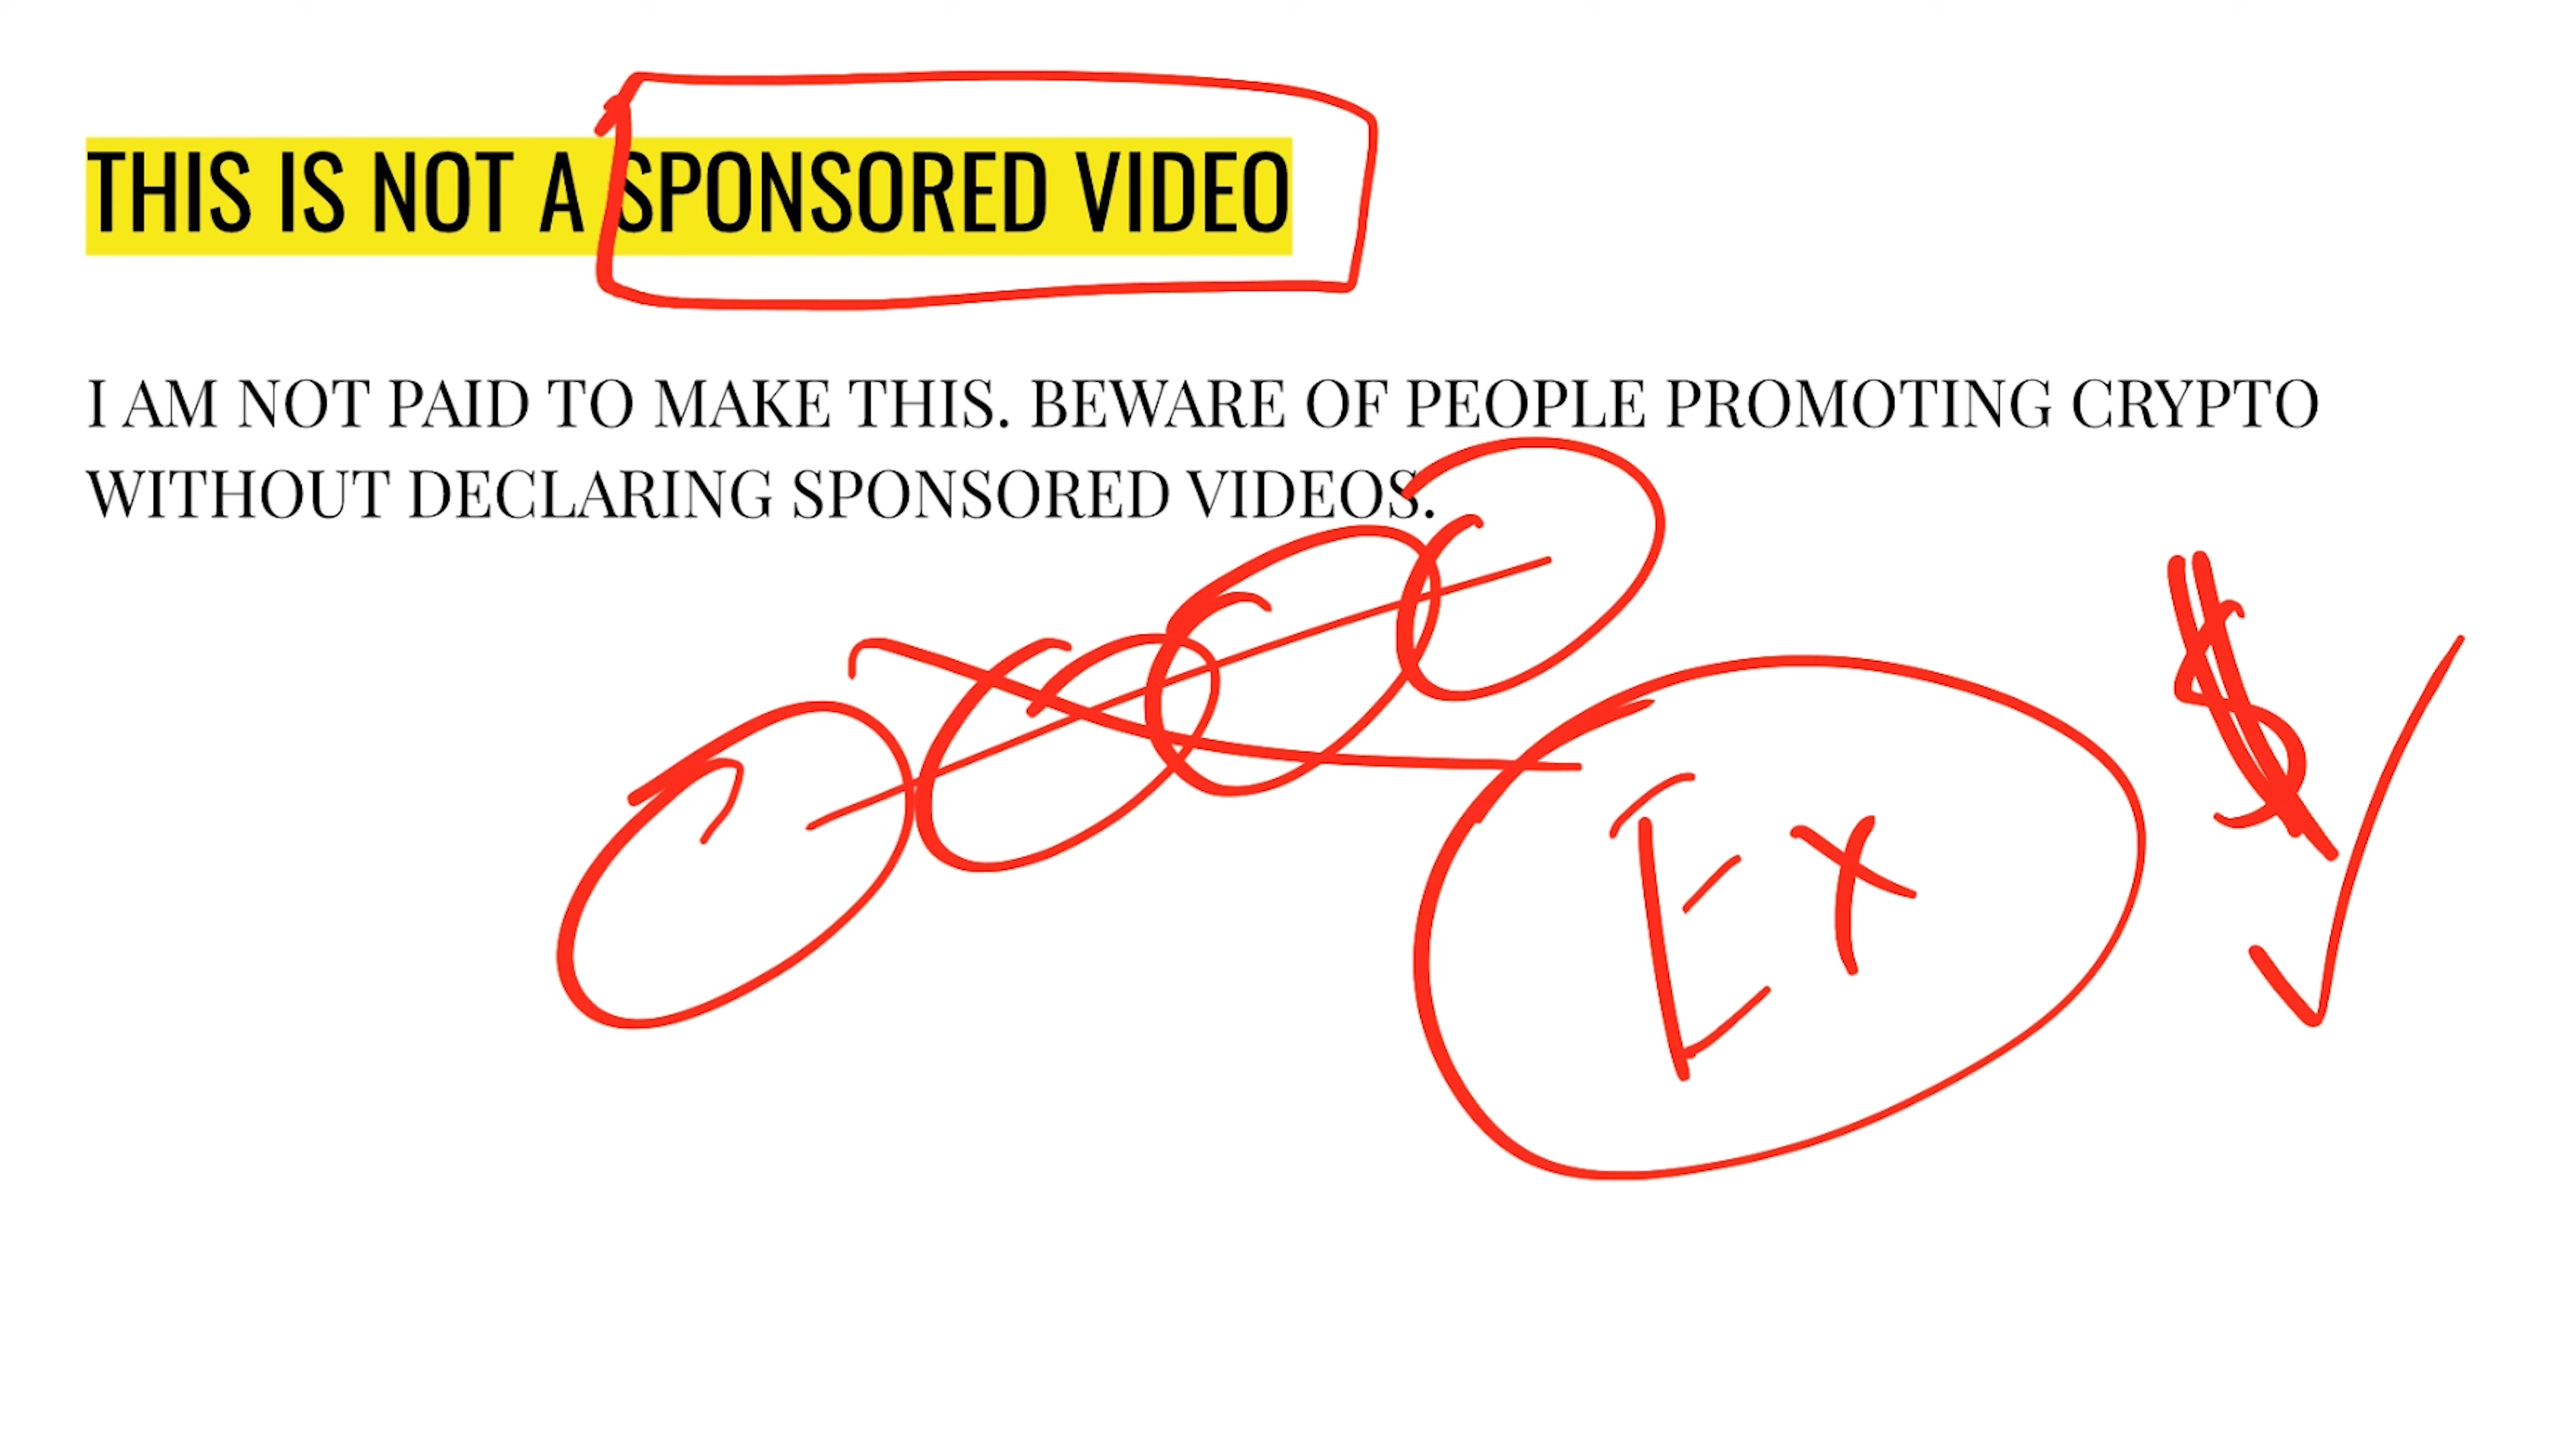 THIS IS NOT A SPONSORED VIDEO
I AM NOT PAID TO MAKE THIS. BEWARE OF PEOPLE PROMOTING CRYPTO
WITHOUT DECLARING SPONSORED VIDEOS.
$
Ex